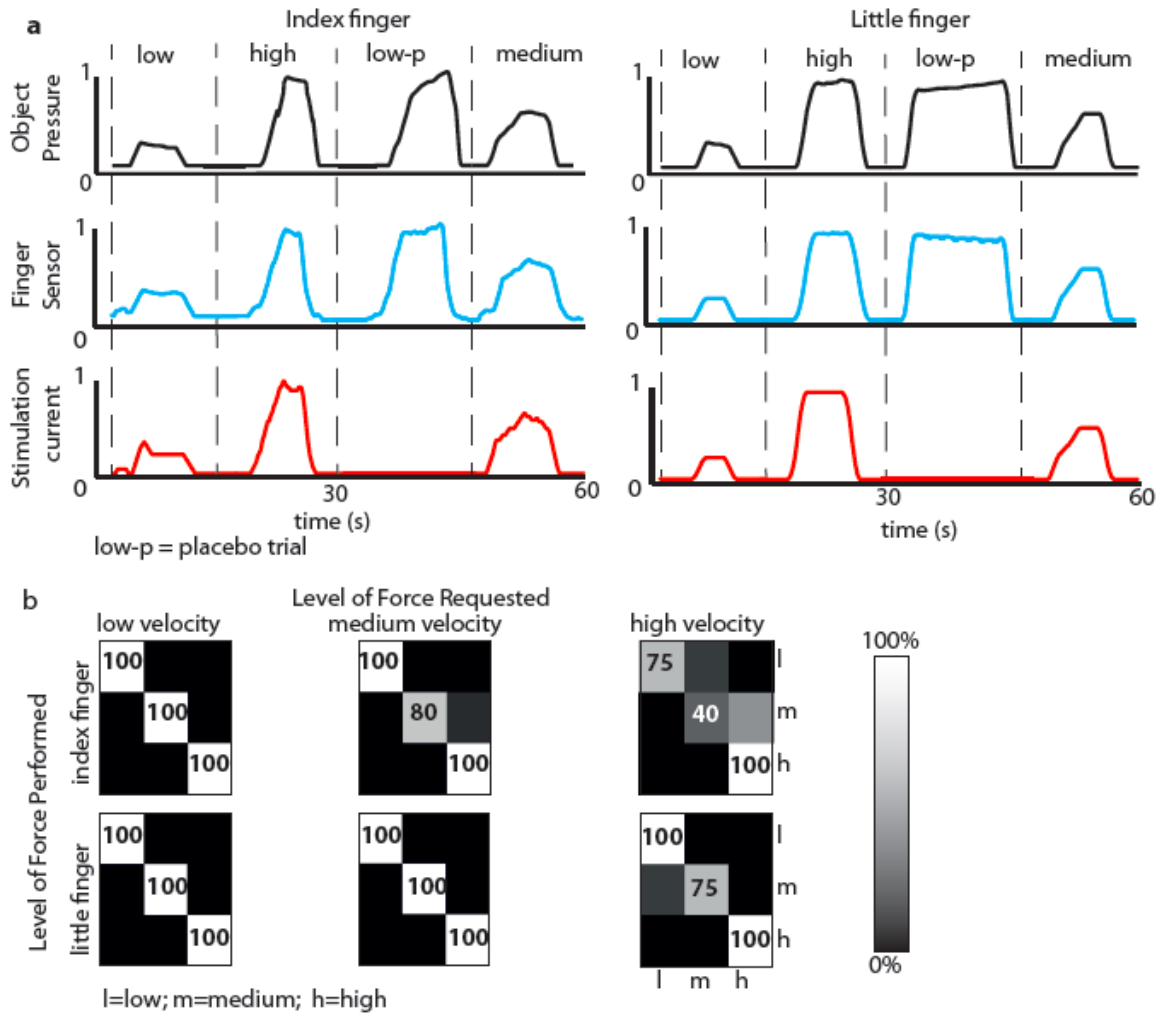 a
Index finger
Little finger
low high low-p medium
low high low-p medium
Object
Pressure
1
0
1
0
Finger
Sensor
1
0
1
0
Stimulation
current
1
0
30
60
1
0
30
60
time (s)
time (s)
low-p = placebo trial
b
Level of Force Requested
low velocity
medium velocity
high velocity
Level of Force Performed
index finger
100
100
100
100
80
100
75
40
100
l
m
h
little finger
100
100
100
100
100
100
100
75
100
l
m
h
l m h
100%
0%
l=low; m=medium; h=high